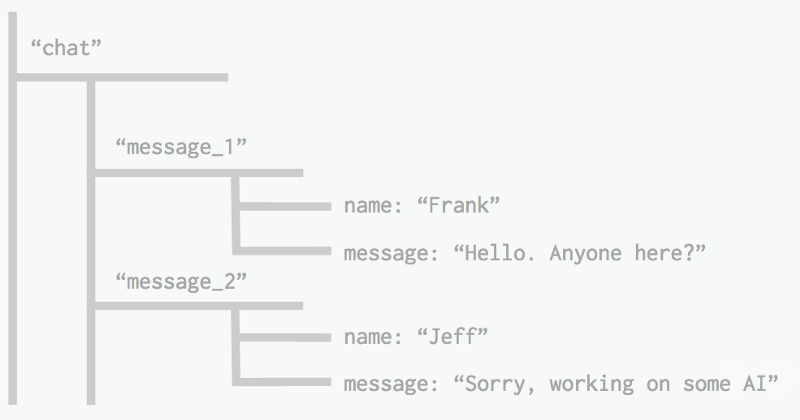 “chat”
“message_1”
name: “Frank”
message: “Hello. Anyone here?”
“message_2”
name: “Jeff”
message: “Sorry, working on some AI”